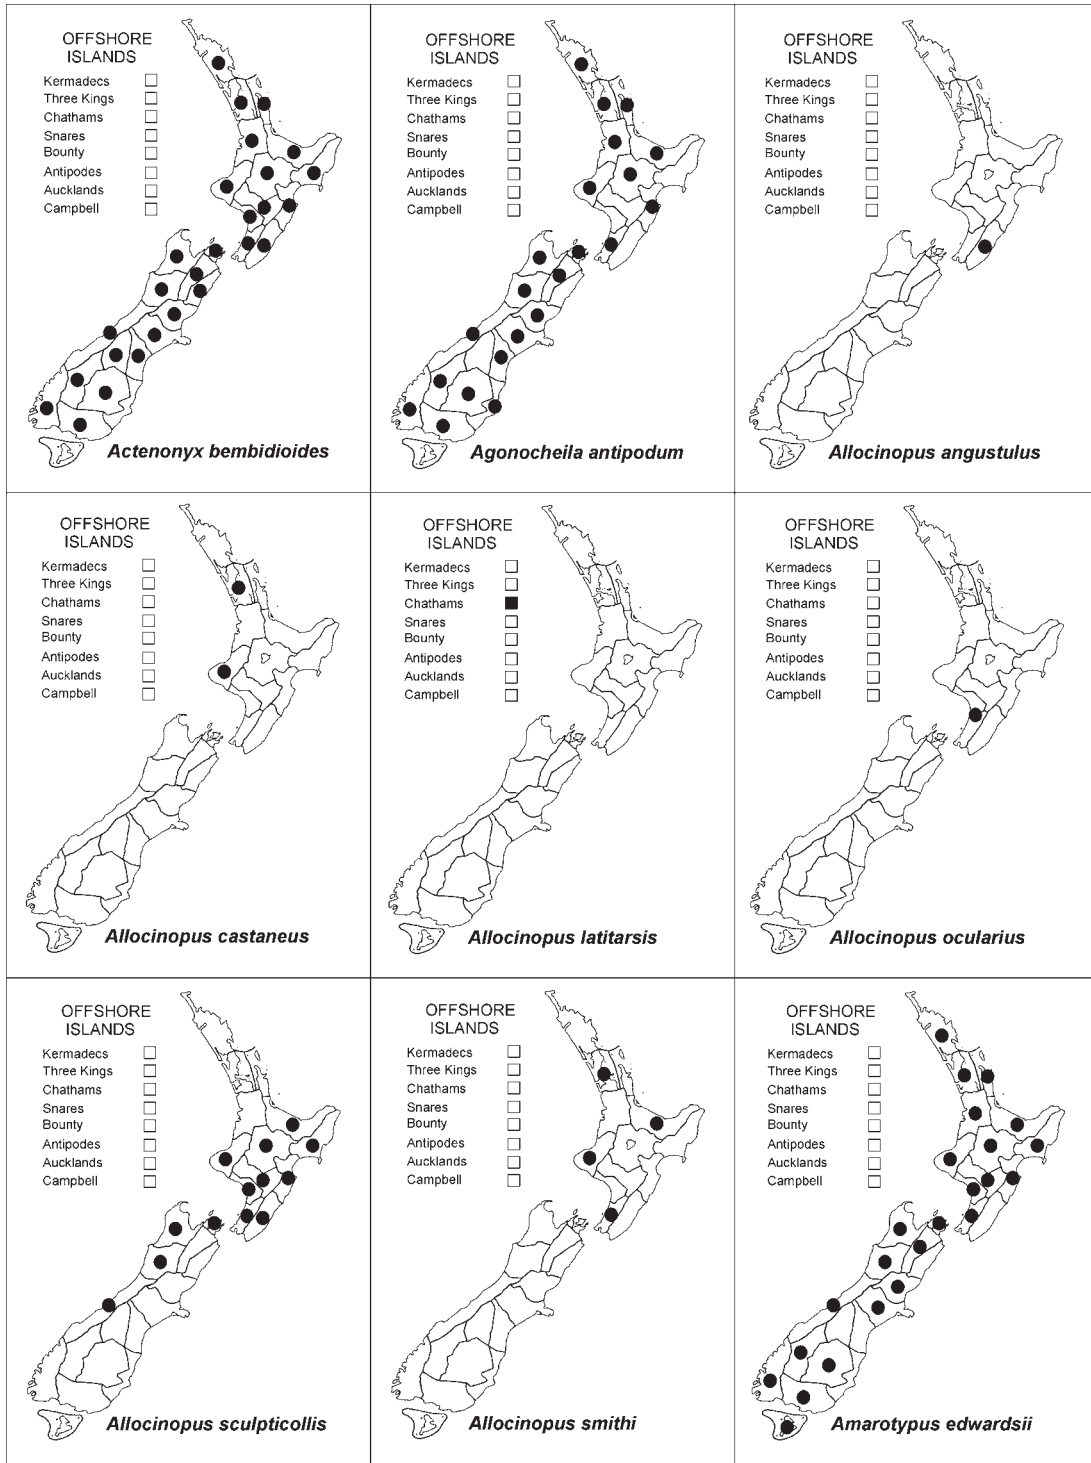 OFFSHORE
ISLANDS
Kermadecs
Three Kings
Chathams
Snares
Bounty
Antipodes
Aucklands
Campbell
Actenonyx bembidioides
OFFSHORE
ISLANDS
Kermadecs
Three Kings
Chathams
Snares
Bounty
Antipodes
Aucklands
Campbell
Agonocheila antipodum
OFFSHORE
ISLANDS
Kermadecs
Three Kings
Chathams
Snares
Bounty
Antipodes
Aucklands
Campbell
Allocinopus angustulus
OFFSHORE
ISLANDS
Kermadecs
Three Kings
Chathams
Snares
Bounty
Antipodes
Aucklands
Campbell
Allocinopus castaneus
OFFSHORE
ISLANDS
Kermadecs
Three Kings
Chathams
Snares
Bounty
Antipodes
Aucklands
Campbell
Allocinopus latitarsis
OFFSHORE
ISLANDS
Kermadecs
Three Kings
Chathams
Snares
Bounty
Antipodes
Aucklands
Campbell
Allocinopus ocularius
OFFSHORE
ISLANDS
Kermadecs
Three Kings
Chathams
Snares
Bounty
Antipodes
Aucklands
Campbell
Allocinopus sculpticollis
OFFSHORE
ISLANDS
Kermadecs
Three Kings
Chathams
Snares
Bounty
Antipodes
Aucklands
Campbell
Allocinopus smithi
OFFSHORE
ISLANDS
Kermadecs
Three Kings
Chathams
Snares
Bounty
Antipodes
Aucklands
Campbell
Amarotypus edwardsii